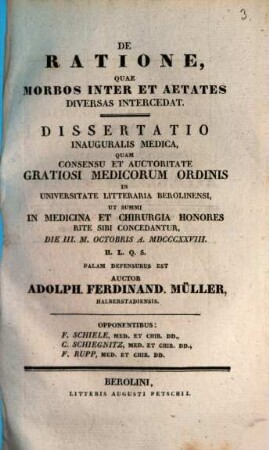 3.
DE
RATIONE,
QUAE
MORBOS INTER ET AETATES
DIVERSAS INTERCEDAT.
DISSERTATIO
INAUGURALIS MEDICA,
QUAM
CONSENSU ET AUCTORITATE
GRATIOSI MEDICORUM ORDINIS
IN
UNIVERSITATE LITTERARIA BEROLINENSI,
UT SUMMI
IN MEDICINA ET CHIRURGIA HONORES
RITE SIBI CONCEDANTUR,
DIE III. M. OCTOBRIS A. MDCCCXXVIII.
H. L. Q. S.
PALAM DEFENSURUS EST
AUCTOR
ADOLPH. FERDINAND. MÜLLER,
HALBERSTADIENSIS.
OPPONENTIBUS:
F. SCHIELE, MED. ET CHIR. DD.,
C. SCHIEGNITZ, MED. ET CHIR. DD.,
F. RUPP, MED. ET CHIR. DD.
BEROLINI,
LITTERIS AUGUSTI PETSCHII.